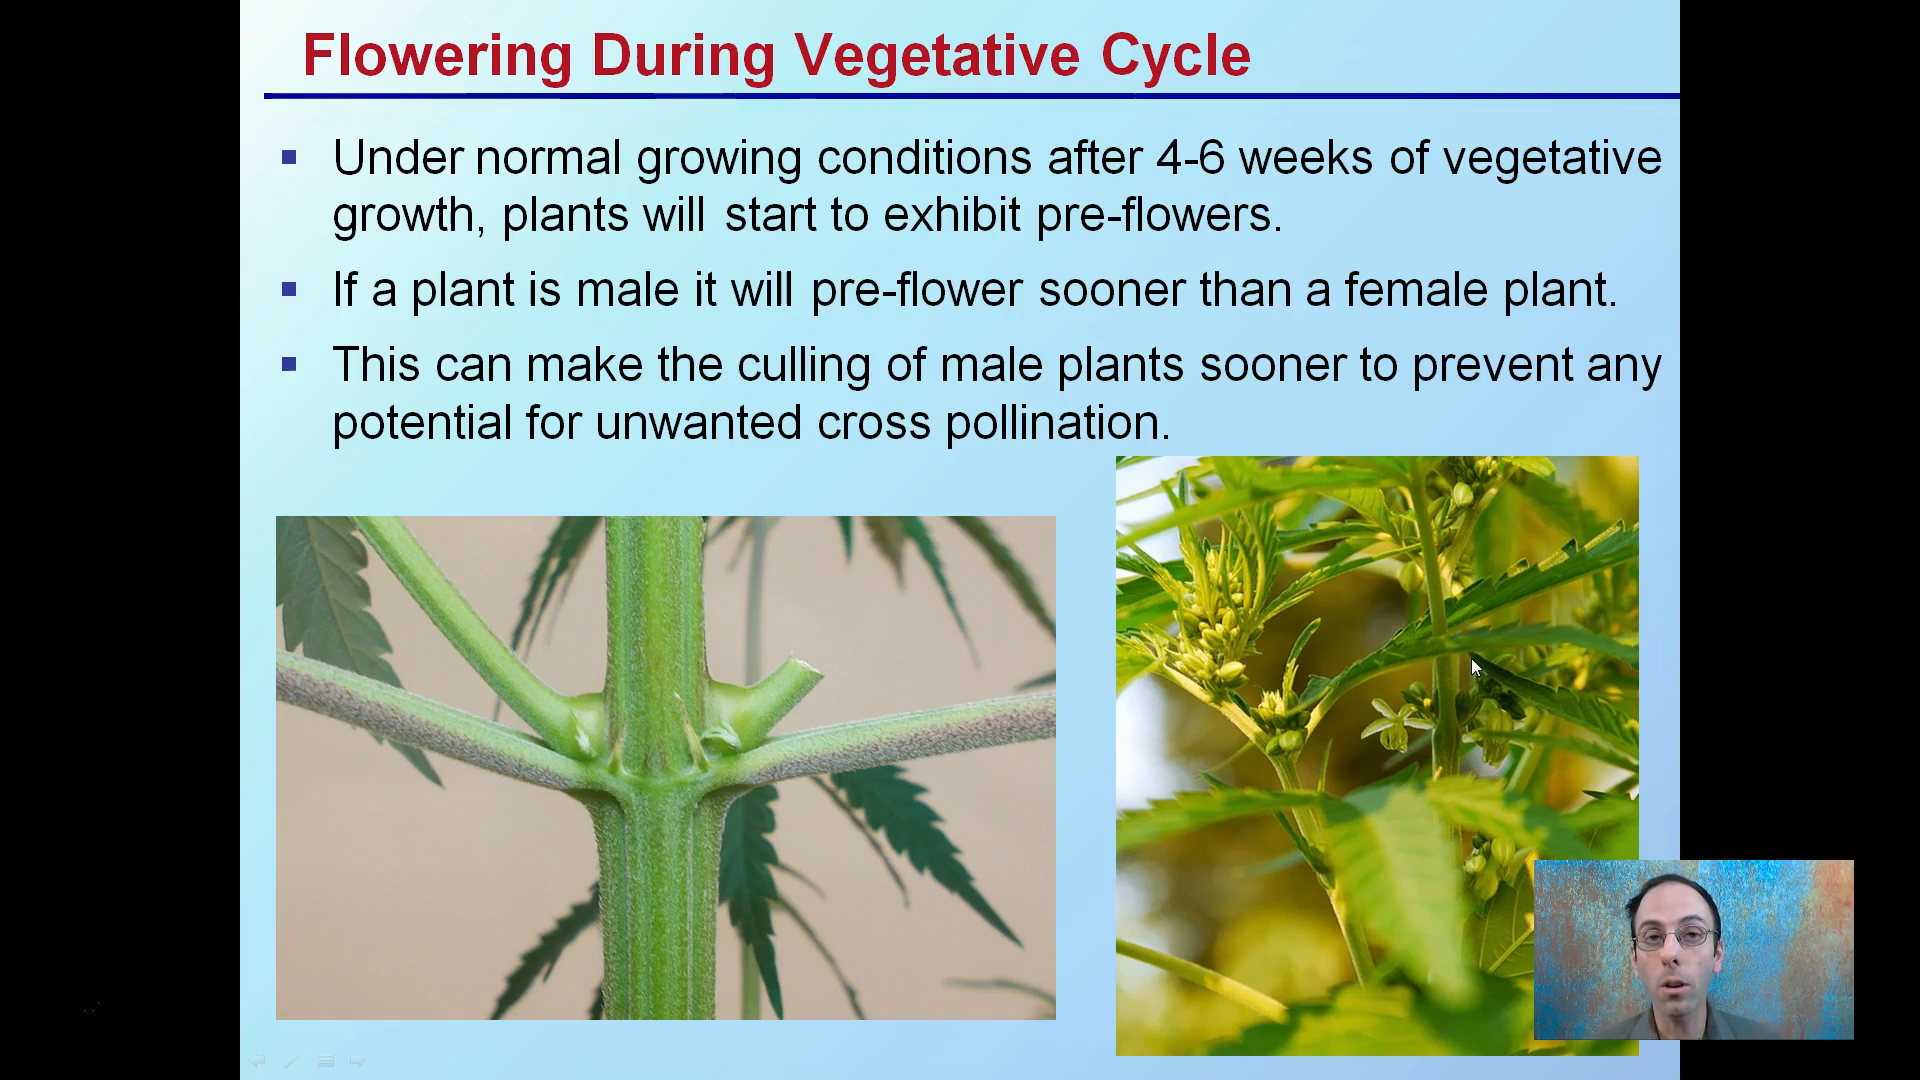 Flowering During Vegetative Cycle
Under normal growing conditions after 4-6 weeks of vegetative
growth, plants will start to exhibit pre-flowers.
If a plant is male it will pre-flower sooner than a female plant.
This can make the culling of male plants sooner to prevent any
potential for unwanted cross pollination.